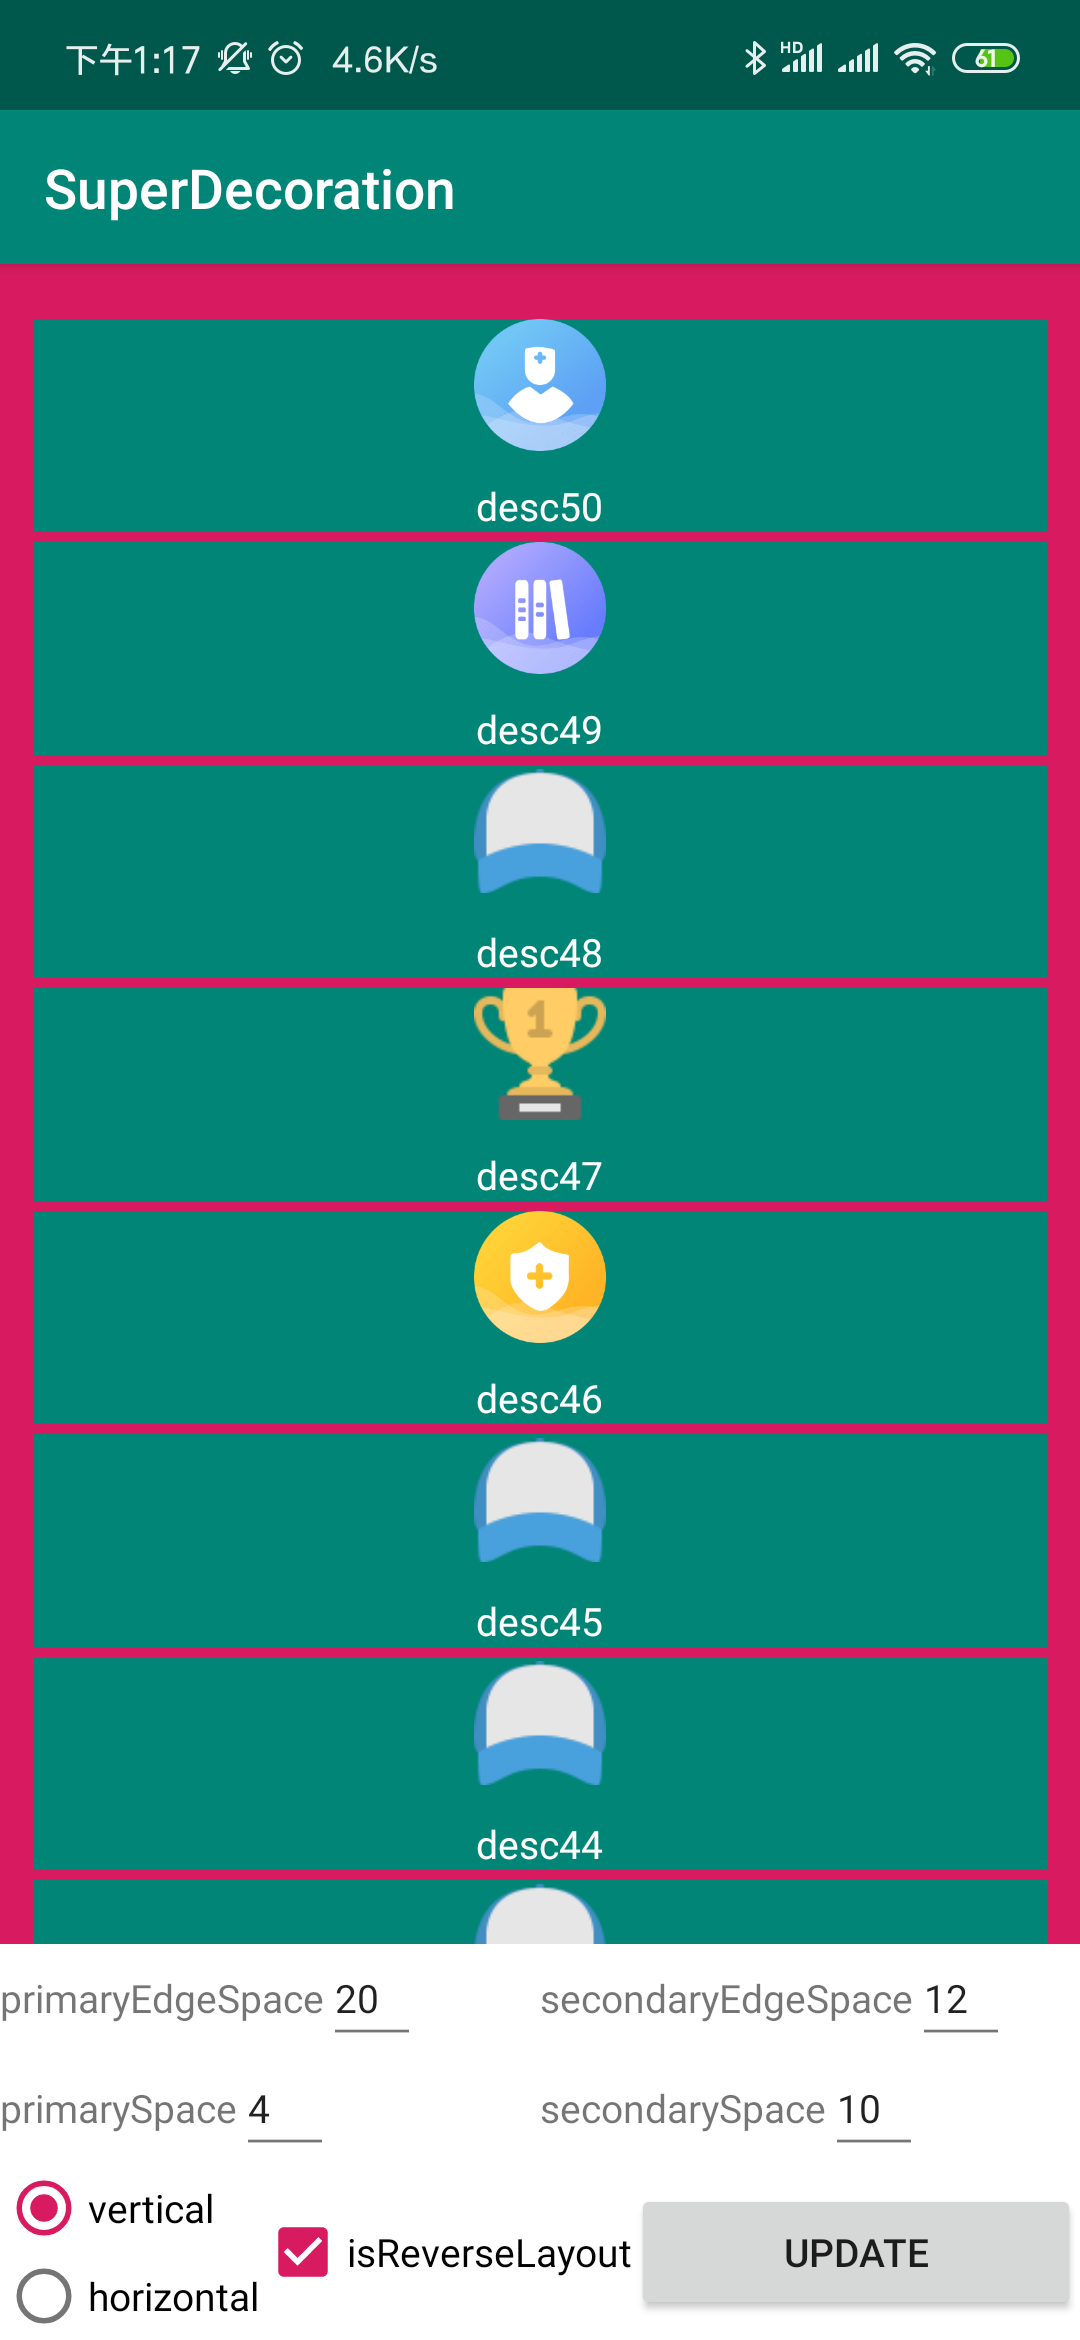 下午1:17 4.6K/s HD 61
SuperDecoration
desc50
desc49
desc48
1
desc47
desc46
desc45
desc44
primaryEdgeSpace 20 secondaryEdgeSpace 12
primarySpace 4 secondarySpace 10
vertical
isReverseLayout UPDATE
horizontal